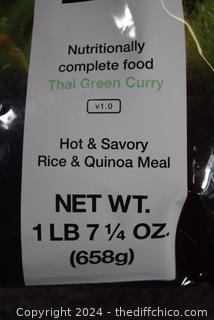 Nutritionally
complete food
Thai Green Curry
v1.0
Hot & Savory
Rice & Quinoa Meal
NET WT.
1 LB 7 ¼ OZ.
(658g)
Copyright 2024 - thediffchivr.com